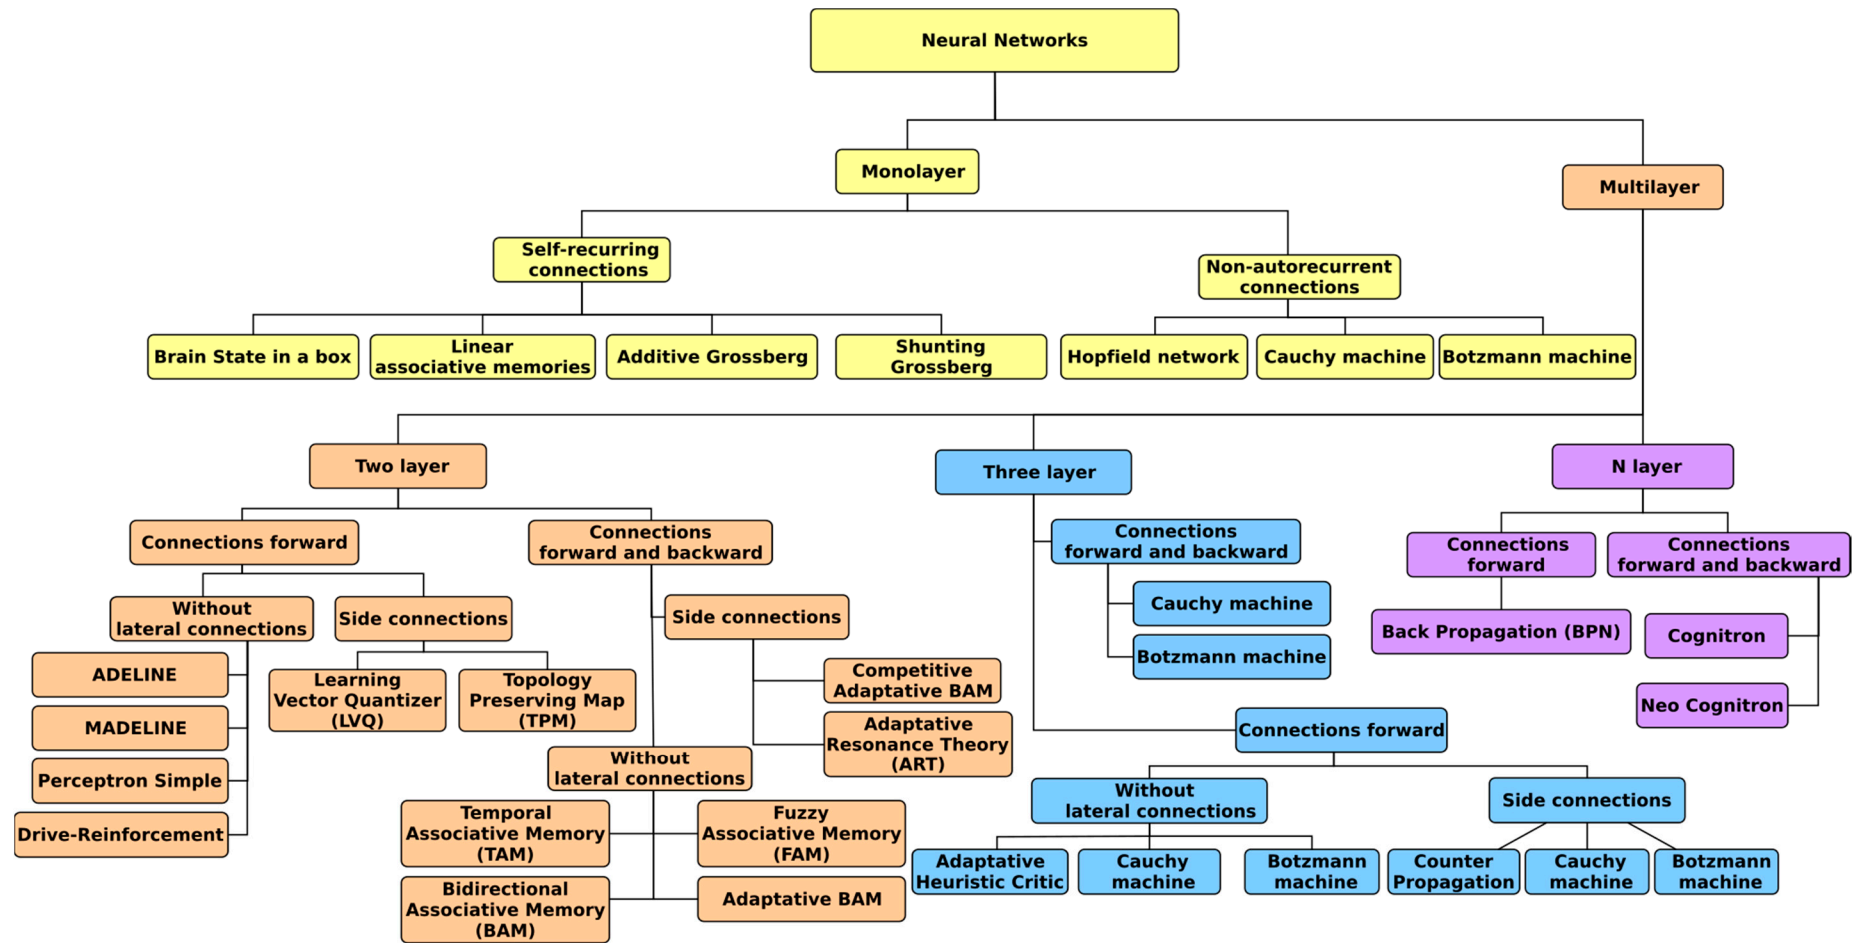 Neural Networks
Monolayer
Multilayer
Self-recurring
connections
Non-autorecurrent
connections
Brain State in a box
Linear
associative memories
Additive Grossberg
Shunting
Grossberg
Hopfield network
Cauchy machine
Botzmann machine
Two layer
Three layer
N layer
Connections forward
Connections
forward and backward
Connections
forward and backward
Connections
forward
Connections
forward and backward
Without
lateral connections
Side connections
Side connections
Cauchy machine
Botzmann machine
Back Propagation (BPN)
Cognitron
Neo Cognitron
ADELINE
MADELINE
Perceptron Simple
Drive-Reinforcement
Learning
Vector Quantizer
(LVQ)
Topology
Preserving Map
(TPM)
Competitive
Adaptative BAM
Adaptative
Resonance Theory
(ART)
Without
lateral connections
Temporal
Associative Memory
(TAM)
Fuzzy
Associative Memory
(FAM)
Bidirectional
Associative Memory
(BAM)
Adaptative BAM
Connections forward
Without
lateral connections
Side connections
Adaptative
Heuristic Critic
Cauchy
machine
Botzmann
machine
Counter
Propagation
Cauchy
machine
Botzmann
machine